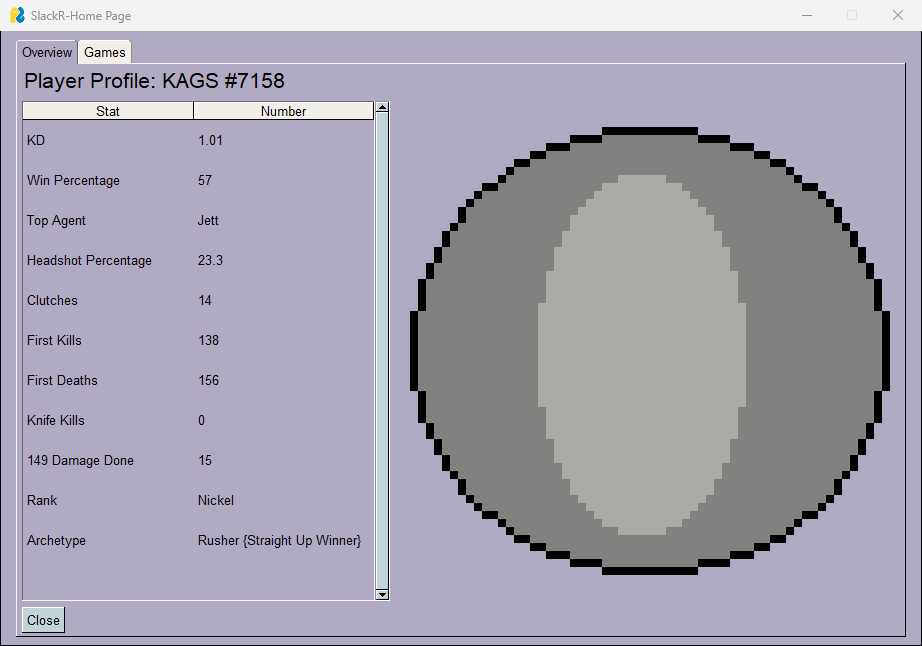 SlackR-Home Page
Overview Games
Player Profile: KAGS #7158
Stat Number
KD 1.01
Win Percentage 57
Top Agent Jett
Headshot Percentage 23.3
Clutches 14
First Kills 138
First Deaths 156
Knife Kills 0
149 Damage Done 15
Rank Nickel
Archetype Rusher {Straight Up Winner}
Close